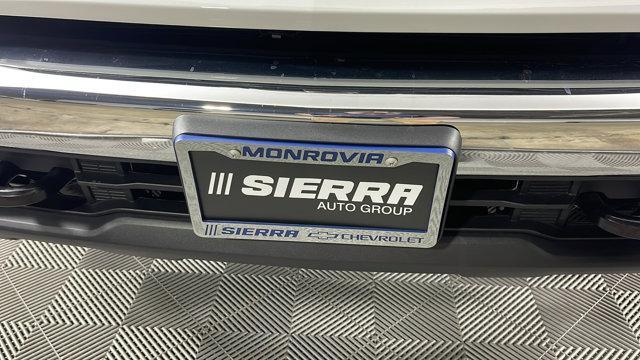 MONROVIA
SIERRA
AUTO GROUP
SIERRA CHEVROLET